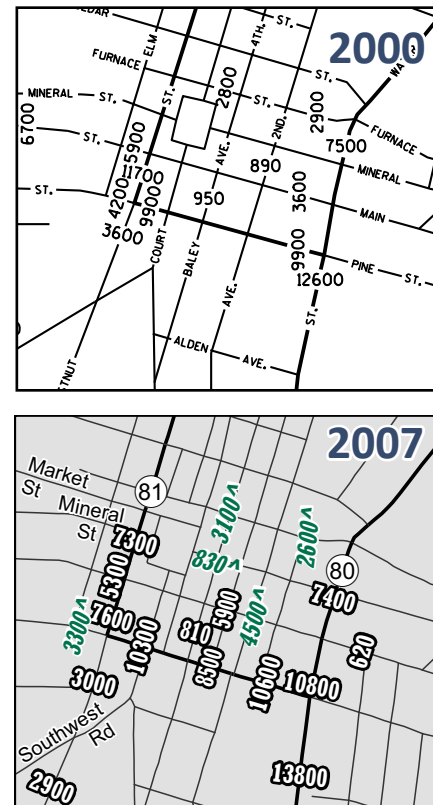 2000
ST.
ELM
4TH.
FURNACE
ST.
2800
2900
MINERAL
ST.
ST.
AVE.
2ND.
ST.
FURNACE
7500
6700
ST.
5900
11700
890
MINERAL
ST.
4200
9900
950
3600
MAIN
3600
COURT
BALEY
AVE.
9900
12600
PINE
ST.
ST.
ALDEN
AVE.
2007
Market
St
Mineral
St
81
7300
3100^
2600^
830^
80
7400
5300
3300^
7600
10300
810
5900
4500^
620
8500
10600
10800
3000
Southwest
Rd
13800
2900